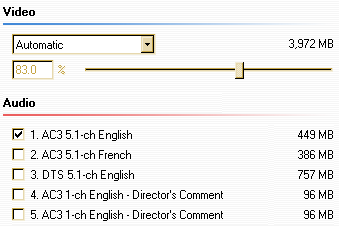 Video
Automatic 3,972 MB
83.0 %
Audio
1. AC3 5.1-ch English 449 MB
2. AC3 5.1-ch French 386 MB
3. DTS 5.1-ch English 757 MB
4. AC3 1-ch English - Director's Comment 96 MB
5. AC3 1-ch English - Director's Comment 96 MB